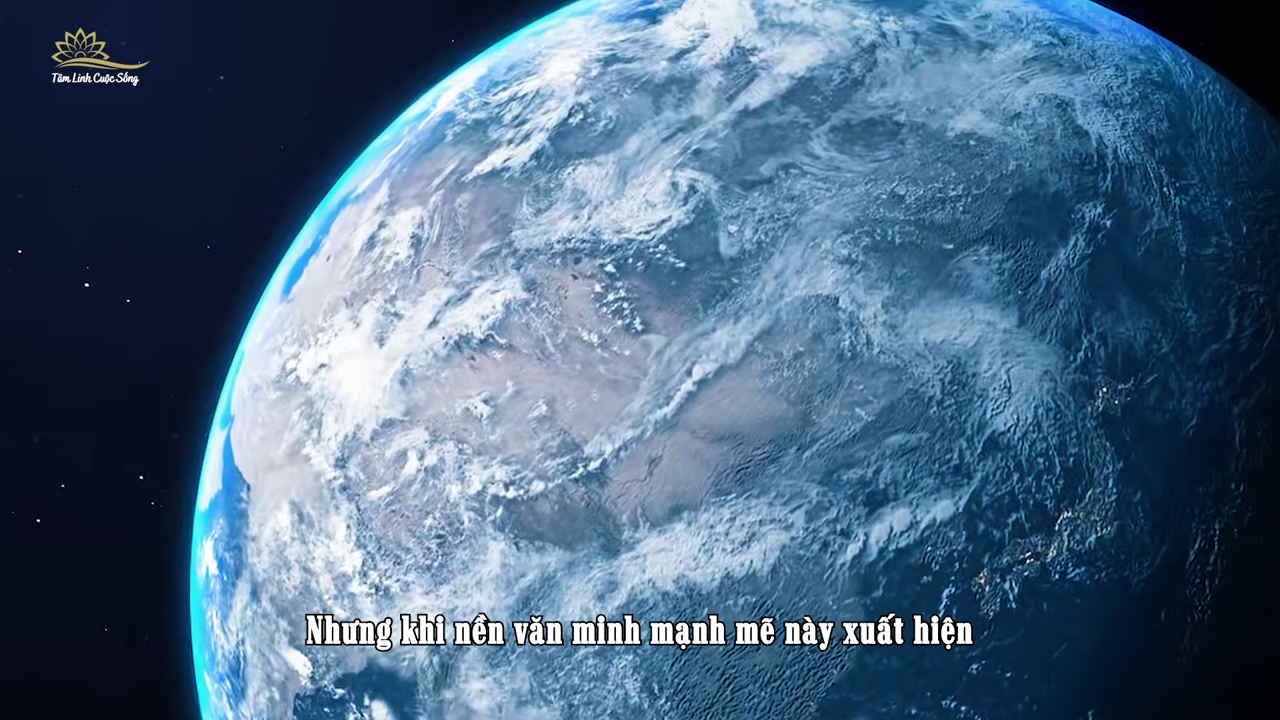 Tâm Linh Cuộc Sống
Nhưng khi nền văn minh mạnh mẽ này xuất hiện